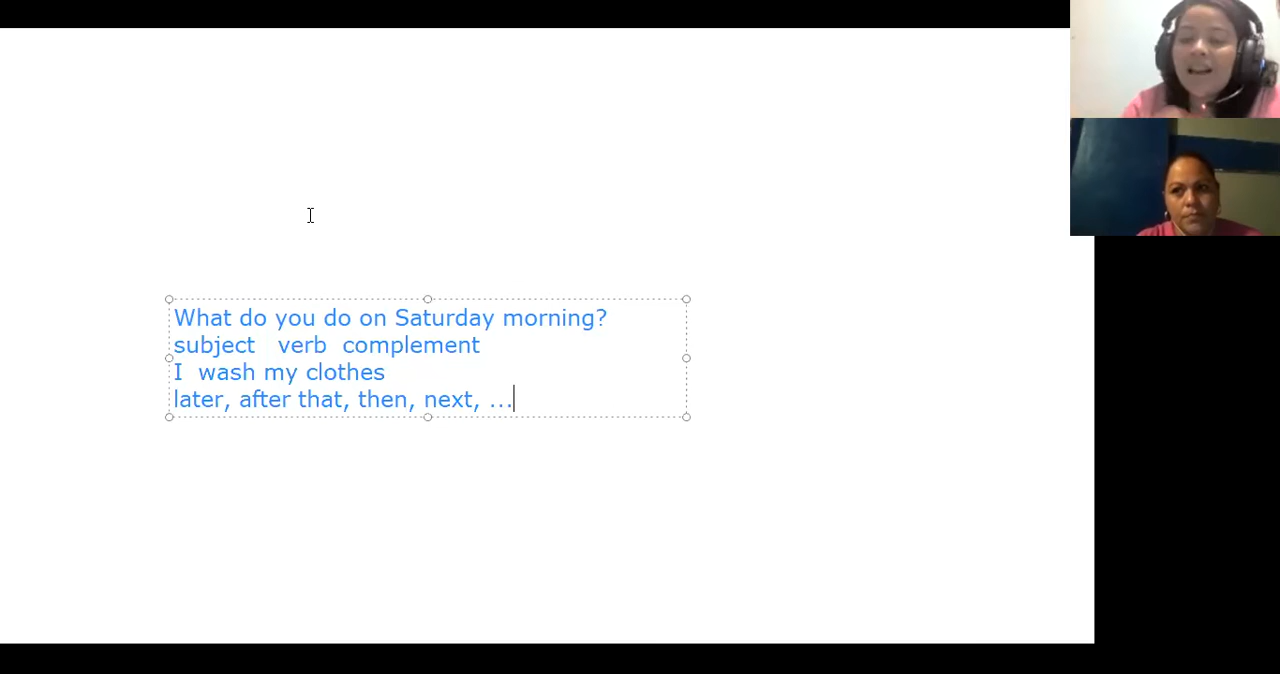 What do you do on Saturday morning?
subject verb complement
I wash my clothes
later, after that, then, next, ...